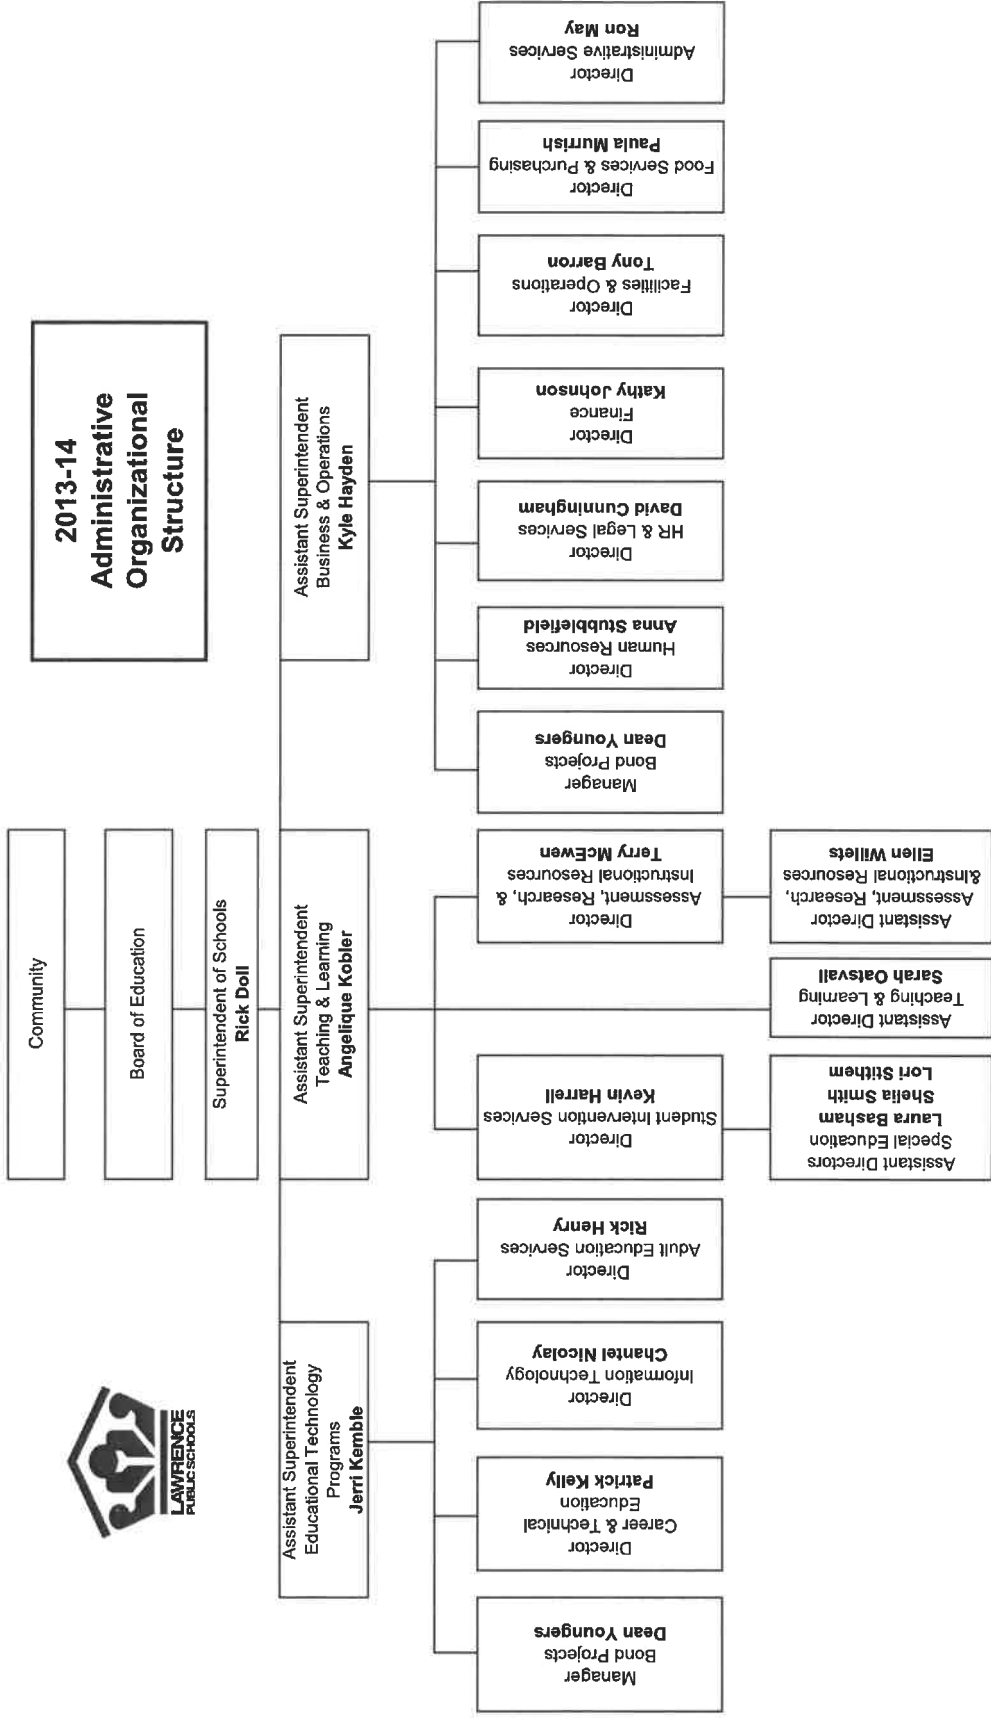 LAWRENCE
PUBLIC SCHOOLS
2013-14
Administrative
Organizational
Structure
Community
Board of Education
Superintendent of Schools
Rick Doll
Assistant Superintendent
Educational Technology
Programs
Jerri Kemble
Assistant Superintendent
Teaching & Learning
Angelique Kobler
Assistant Superintendent
Business & Operations
Kyle Hayden
Manager
Bond Projects
Dean Youngers
Director
Career & Technical
Education
Patrick Kelly
Director
Information Technology
Chantel Nicolay
Director
Adult Education Services
Rick Henry
Director
Student Intervention Services
Kevin Harrell
Director
Assessment, Research, &
Instructional Resources
Terry McEwen
Manager
Bond Projects
Dean Youngers
Director
Human Resources
Anna Stubblefield
Director
HR & Legal Services
David Cunningham
Director
Finance
Kathy Johnson
Director
Facilities & Operations
Tony Barron
Director
Food Services & Purchasing
Paula Murrish
Director
Administrative Services
Ron May
Assistant Directors
Special Education
Laura Basham
Shelia Smith
Lori Stithem
Assistant Director
Teaching & Learning
Sarah Oatsvall
Assistant Director
Assessment, Research,
&Instructional Resources
Ellen Willets